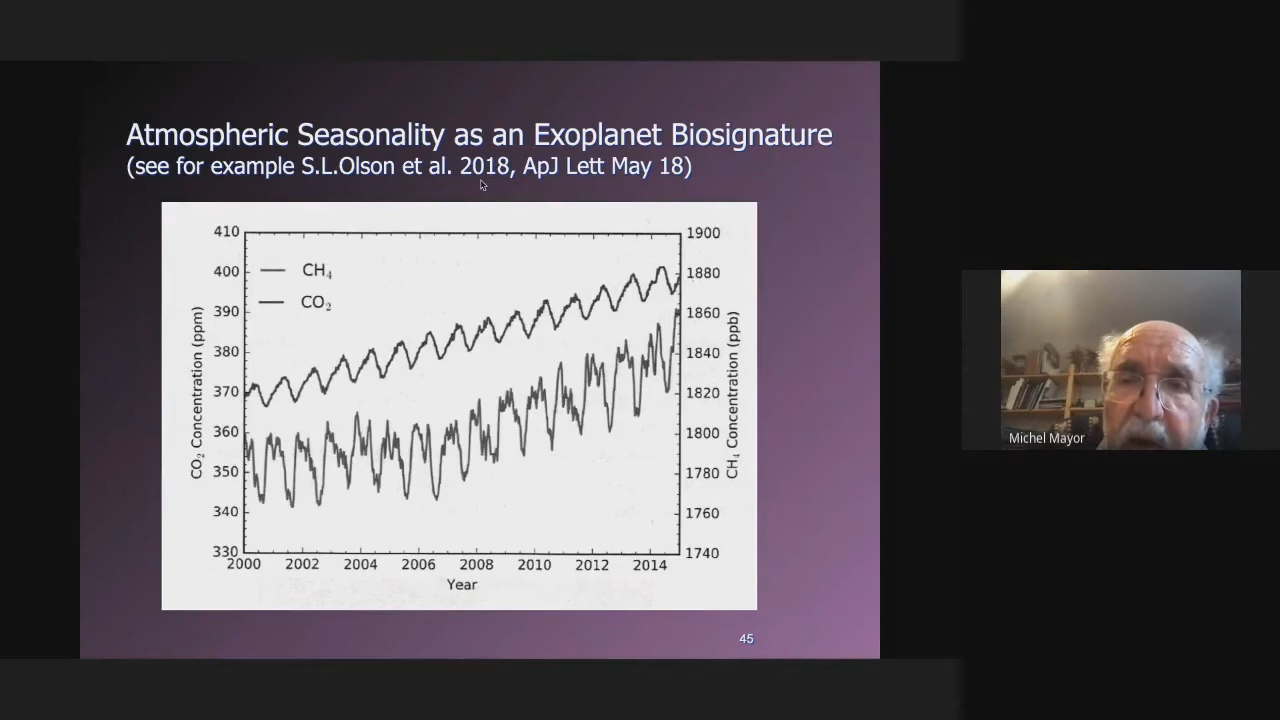 Atmospheric Seasonality as an Exoplanet Biosignature
(see for example S.L.Olson et al. 2018, ApJ Lett May 18)
410
400
390
380
370
360
350
340
330
CO₂ Concentration (ppm)
CH₄
CO₂
1900
1880
1860
1840
1820
1800
1780
1760
1740
CH₄ Concentration (ppb)
2000 2002 2004 2006 2008 2010 2012 2014
Year
45
Michel Mayor